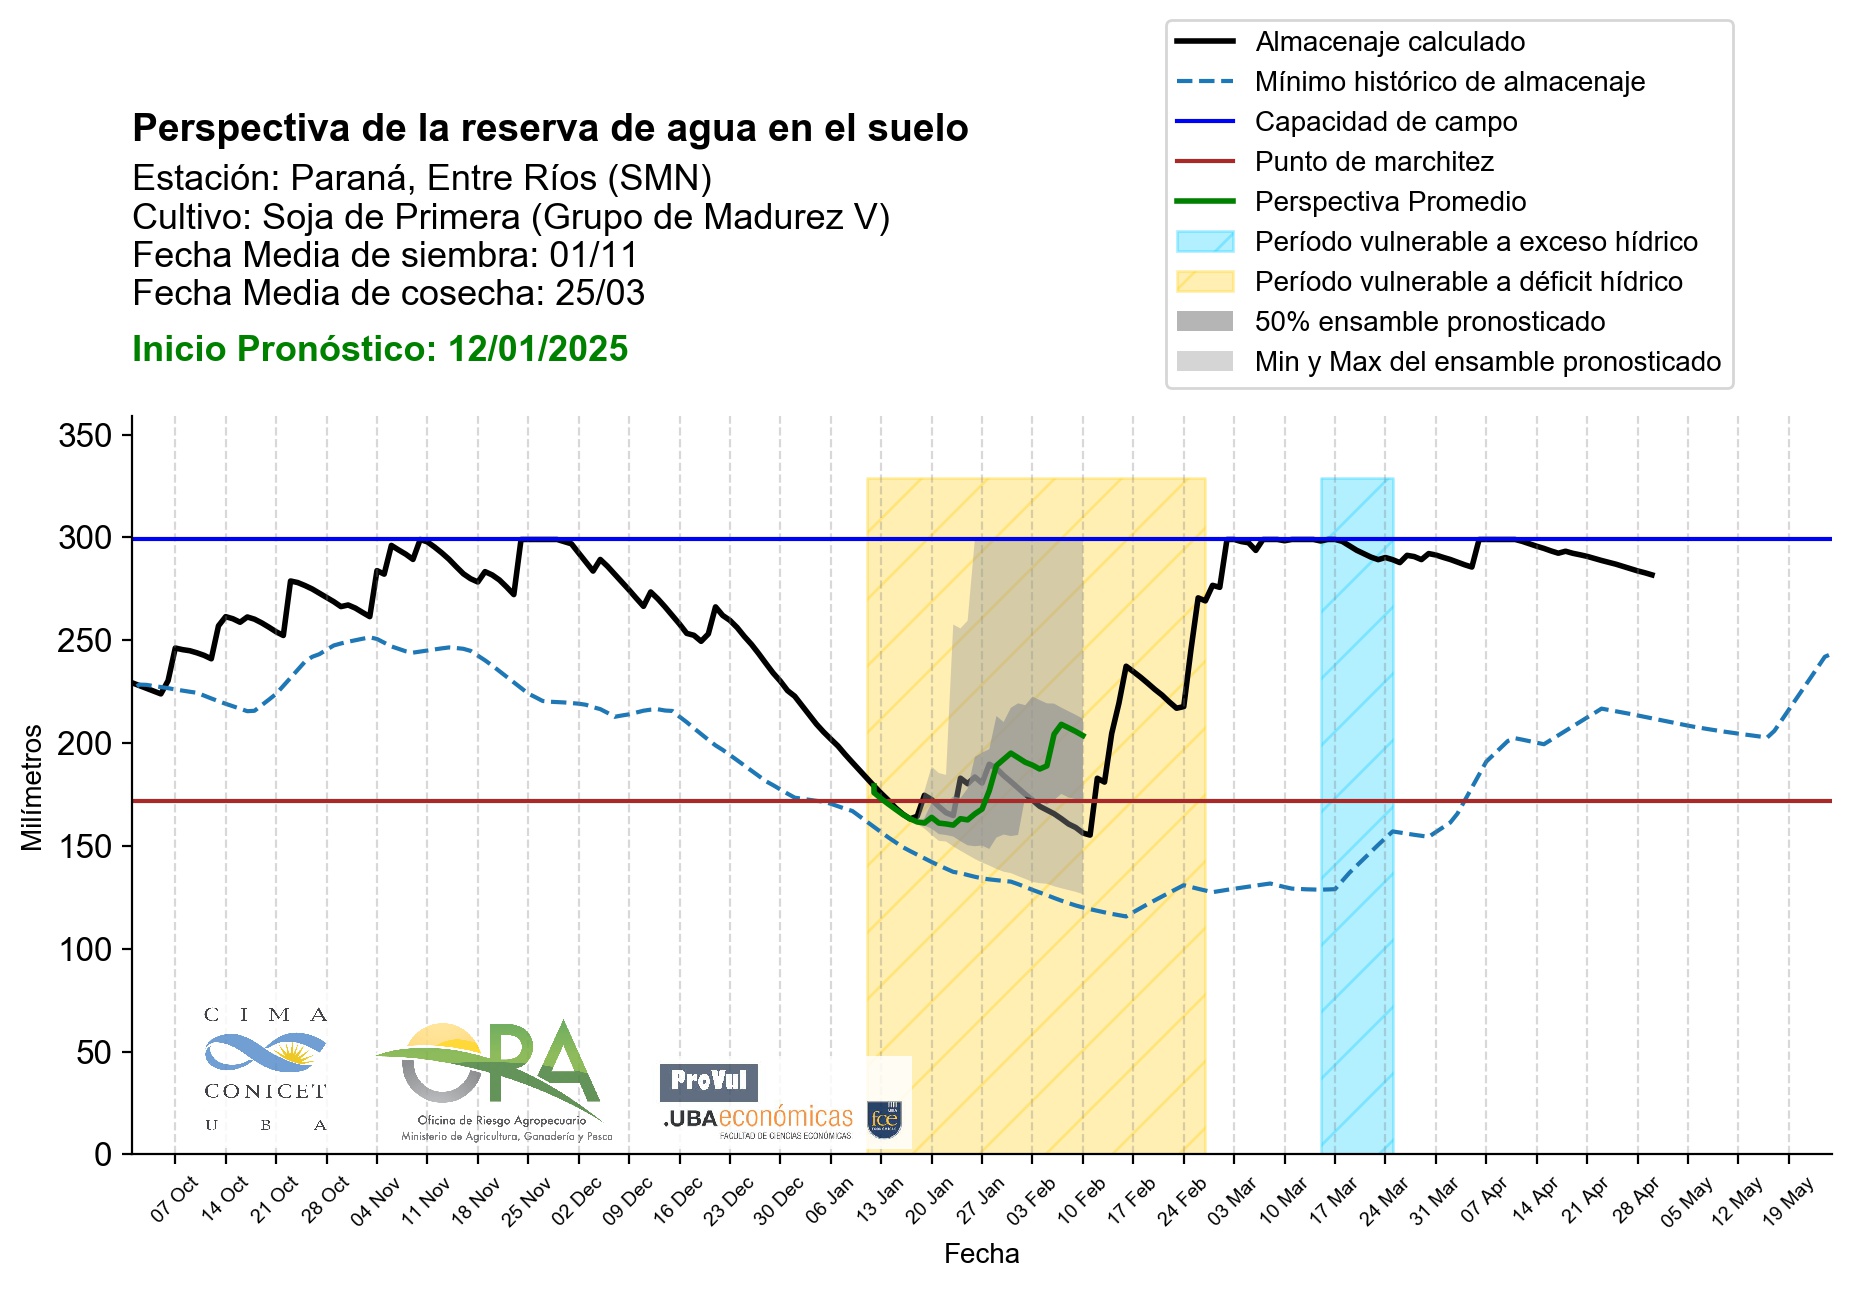 Almacenaje calculado
Mínimo histórico de almacenaje
Capacidad de campo
Punto de marchitez
Perspectiva Promedio
Período vulnerable a exceso hídrico
Período vulnerable a déficit hídrico
50% ensamble pronosticado
Min y Max del ensamble pronosticado
Perspectiva de la reserva de agua en el suelo
Estación: Paraná, Entre Ríos (SMN)
Cultivo: Soja de Primera (Grupo de Madurez V)
Fecha Media de siembra: 01/11
Fecha Media de cosecha: 25/03
Inicio Pronóstico: 12/01/2025
350
300
250
200
150
100
50
0
Milímetros
CIMA
CONICET
UBA
OPA
Oficina de Riesgo Agropecuario
Ministerio de Agricultura, Ganadería y Pesca
ProVul
.UBAeconómicas
FACULTAD DE CIENCIAS ECONÓMICAS
UBA
fce
07 Oct
14 Oct
21 Oct
28 Oct
04 Nov
11 Nov
18 Nov
25 Nov
02 Dec
09 Dec
16 Dec
23 Dec
30 Dec
06 Jan
13 Jan
20 Jan
27 Jan
03 Feb
10 Feb
17 Feb
24 Feb
03 Mar
10 Mar
17 Mar
24 Mar
31 Mar
07 Apr
14 Apr
21 Apr
28 Apr
05 May
12 May
19 May
Fecha